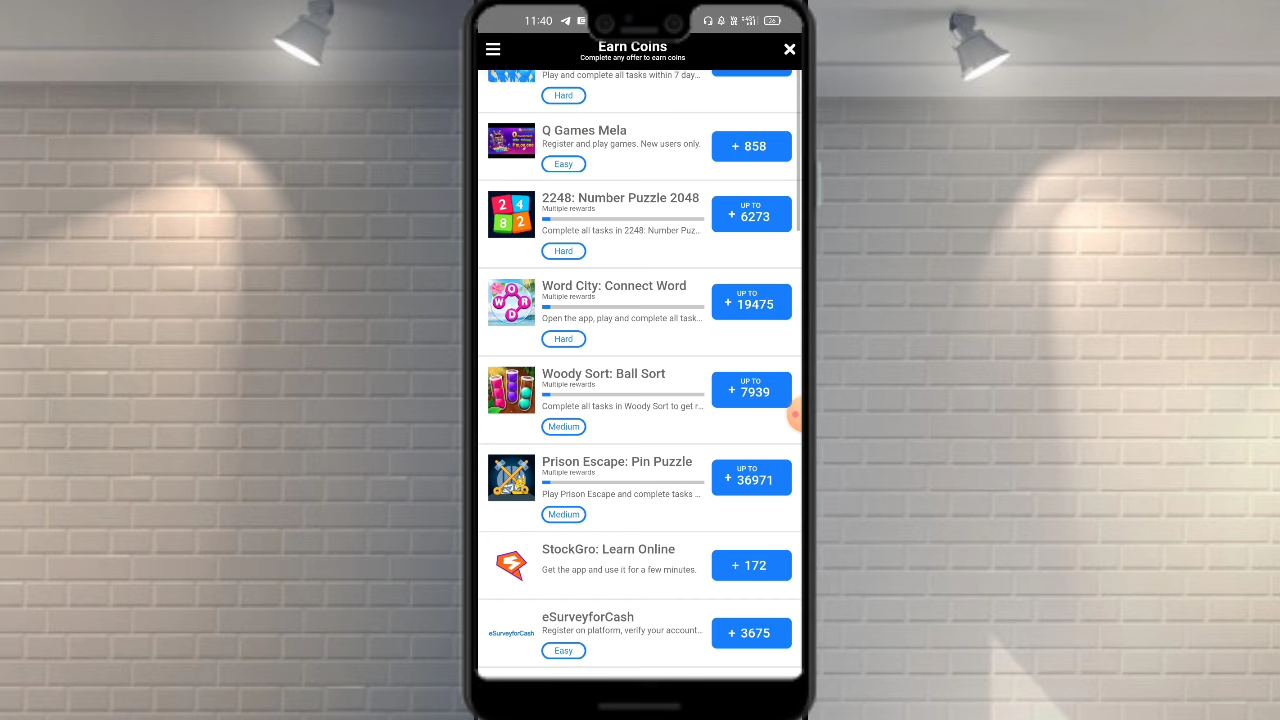 11:40
26
Earn Coins
Complete any offer to earn coins
Play and complete all tasks within 7 day...
Hard
Q Games Mela
Register and play games. New users only.
Easy
+ 858
2248: Number Puzzle 2048
Multiple rewards
Complete all tasks in 2248: Number Puz...
Hard
UP TO
+ 6273
2 4
8 2
Word City: Connect Word
Multiple rewards
Open the app, play and complete all task...
Hard
UP TO
+ 19475
O
W R
D
Woody Sort: Ball Sort
Multiple rewards
Complete all tasks in Woody Sort to get r...
Medium
UP TO
+ 7939
Prison Escape: Pin Puzzle
Multiple rewards
Play Prison Escape and complete tasks ...
Medium
UP TO
+ 36971
StockGro: Learn Online
Get the app and use it for a few minutes.
+ 172
eSurveyforCash
eSurveyforCash
Register on platform, verify your account...
Easy
+ 3675